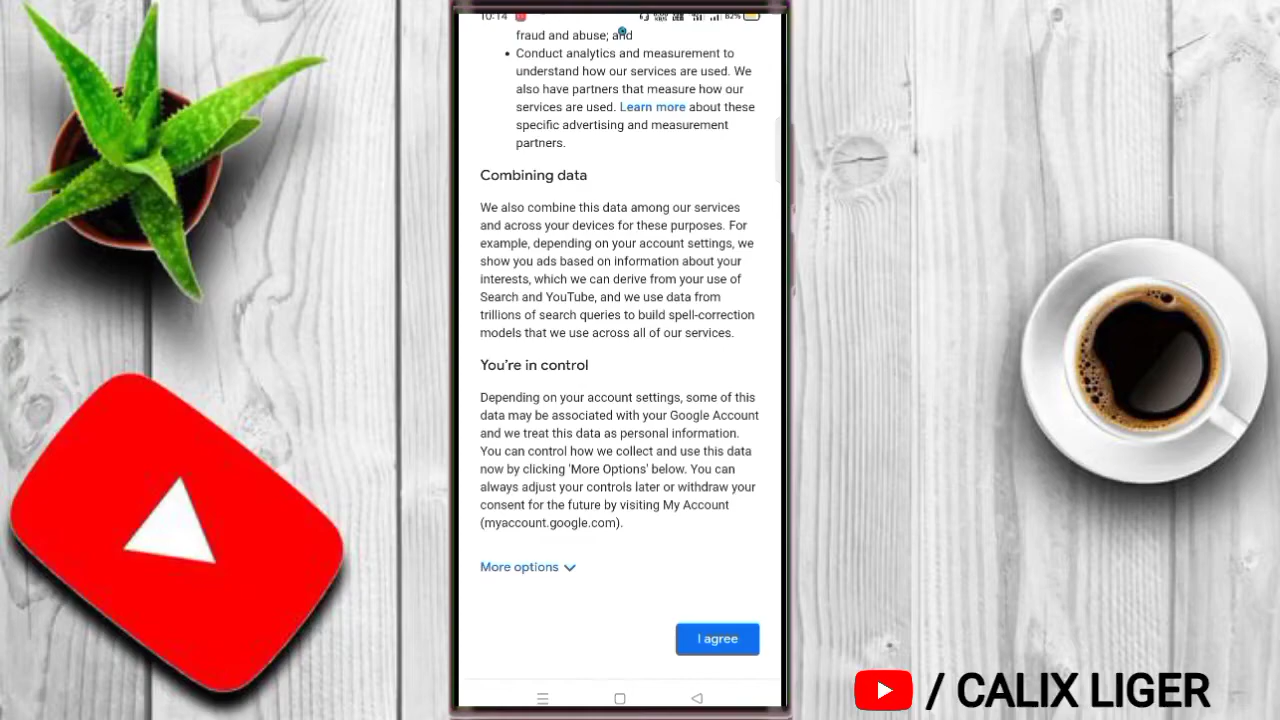 10:14 82%
fraud and abuse; and
• Conduct analytics and measurement to
understand how our services are used. We
also have partners that measure how our
services are used. Learn more about these
specific advertising and measurement
partners.
Combining data
We also combine this data among our services
and across your devices for these purposes. For
example, depending on your account settings, we
show you ads based on information about your
interests, which we can derive from your use of
Search and YouTube, and we use data from
trillions of search queries to build spell-correction
models that we use across all of our services.
You're in control
Depending on your account settings, some of this
data may be associated with your Google Account
and we treat this data as personal information.
You can control how we collect and use this data
now by clicking 'More Options' below. You can
always adjust your controls later or withdraw your
consent for the future by visiting My Account
(myaccount.google.com).
More options
I agree
/ CALIX LIGER